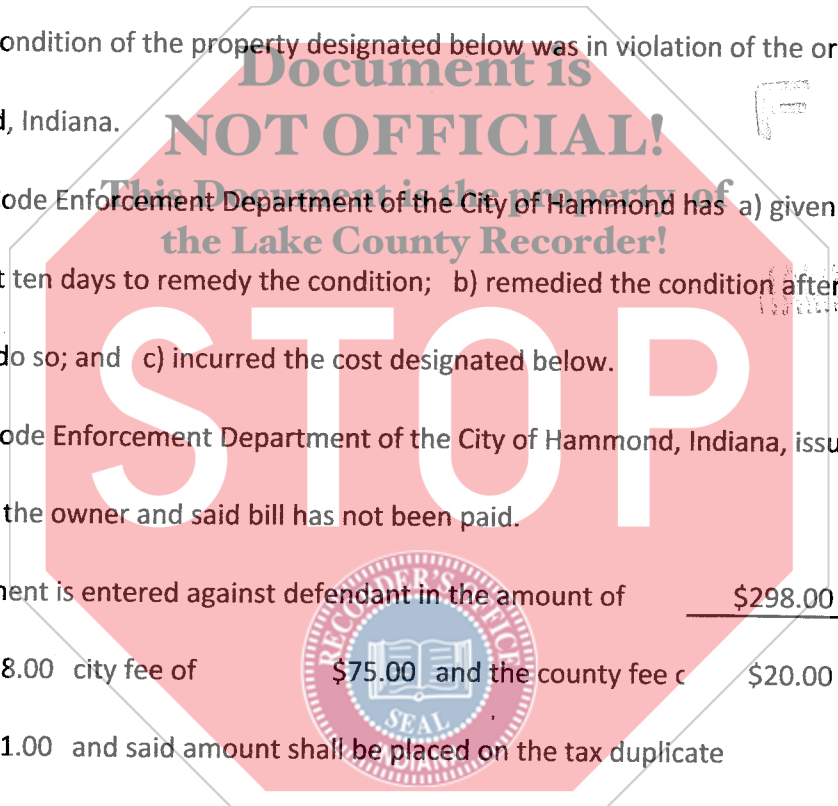 ondition of the property designated below was in violation of the or
Document is
d, Indiana.
NOT OFFICIAL!
F
This Document is the property of
ode Enforcement Department of the City of Hammond has a) given
the Lake County Recorder!
t ten days to remedy the condition; b) remedied the condition after
STOP
do so; and c) incurred the cost designated below.
ode Enforcement Department of the City of Hammond, Indiana, issu
the owner and said bill has not been paid.
ent is entered against defendant in the amount of $298.00
RECORDER'S OFFICE
8.00 city fee of $75.00 and the county fee $20.00
SEAL
1.00 and said amount shall be placed on the tax duplicate